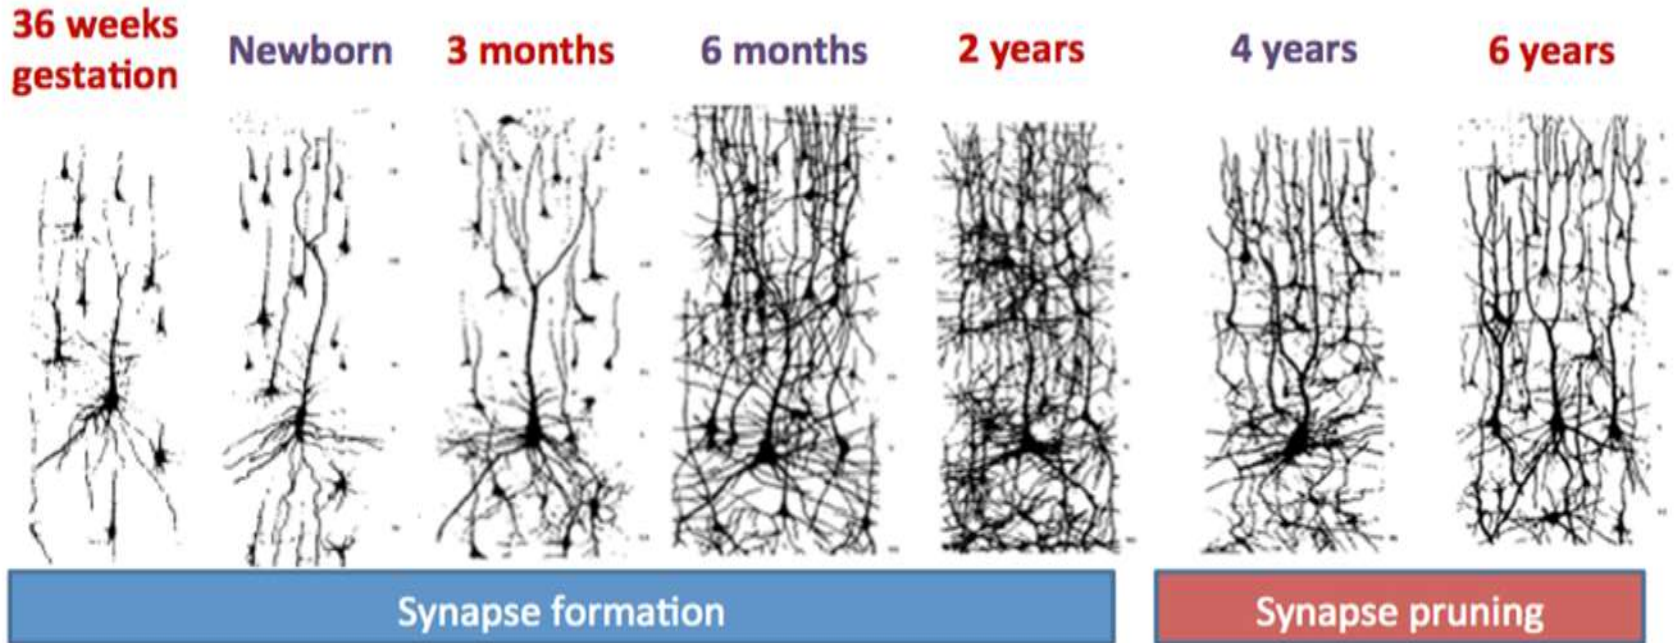 36 weeks
gestation
Newborn
3 months
6 months
2 years
4 years
6 years
Synapse formation
Synapse pruning